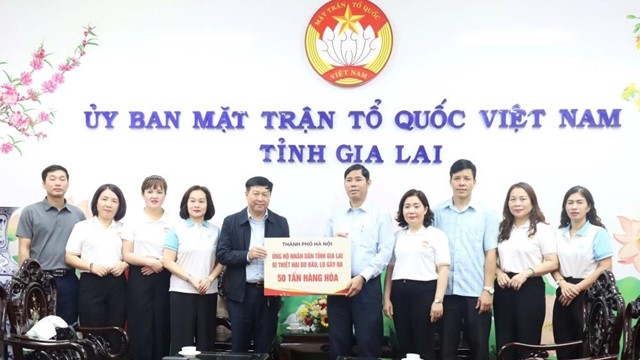 MẶT TRẬN TỔ QUỐC
VIỆT NAM
ỦY BAN MẶT TRẬN TỔ QUỐC VIỆT NAM
TỈNH GIA LAI
THÀNH PHỐ HÀ NỘI
ỦNG HỘ NHÂN DÂN TỈNH GIA LAI
BỊ THIỆT HẠI DO BÃO, LŨ GÂY RA
50 TẤN HÀNG HÓA